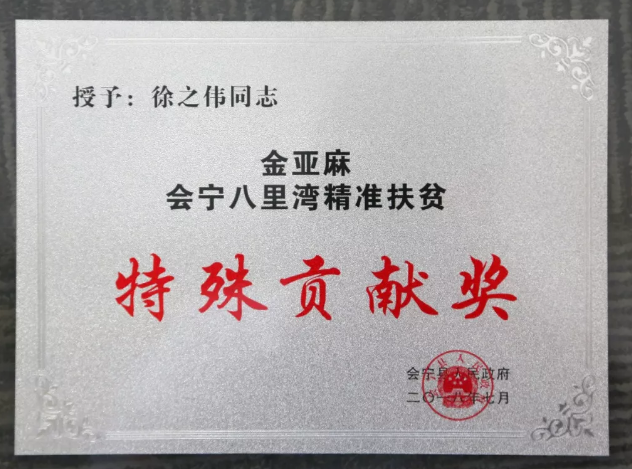 授予：徐之伟同志
金亚麻
会宁八里湾精准扶贫
特殊贡献奖
会宁县人民政府
二〇一八年七月